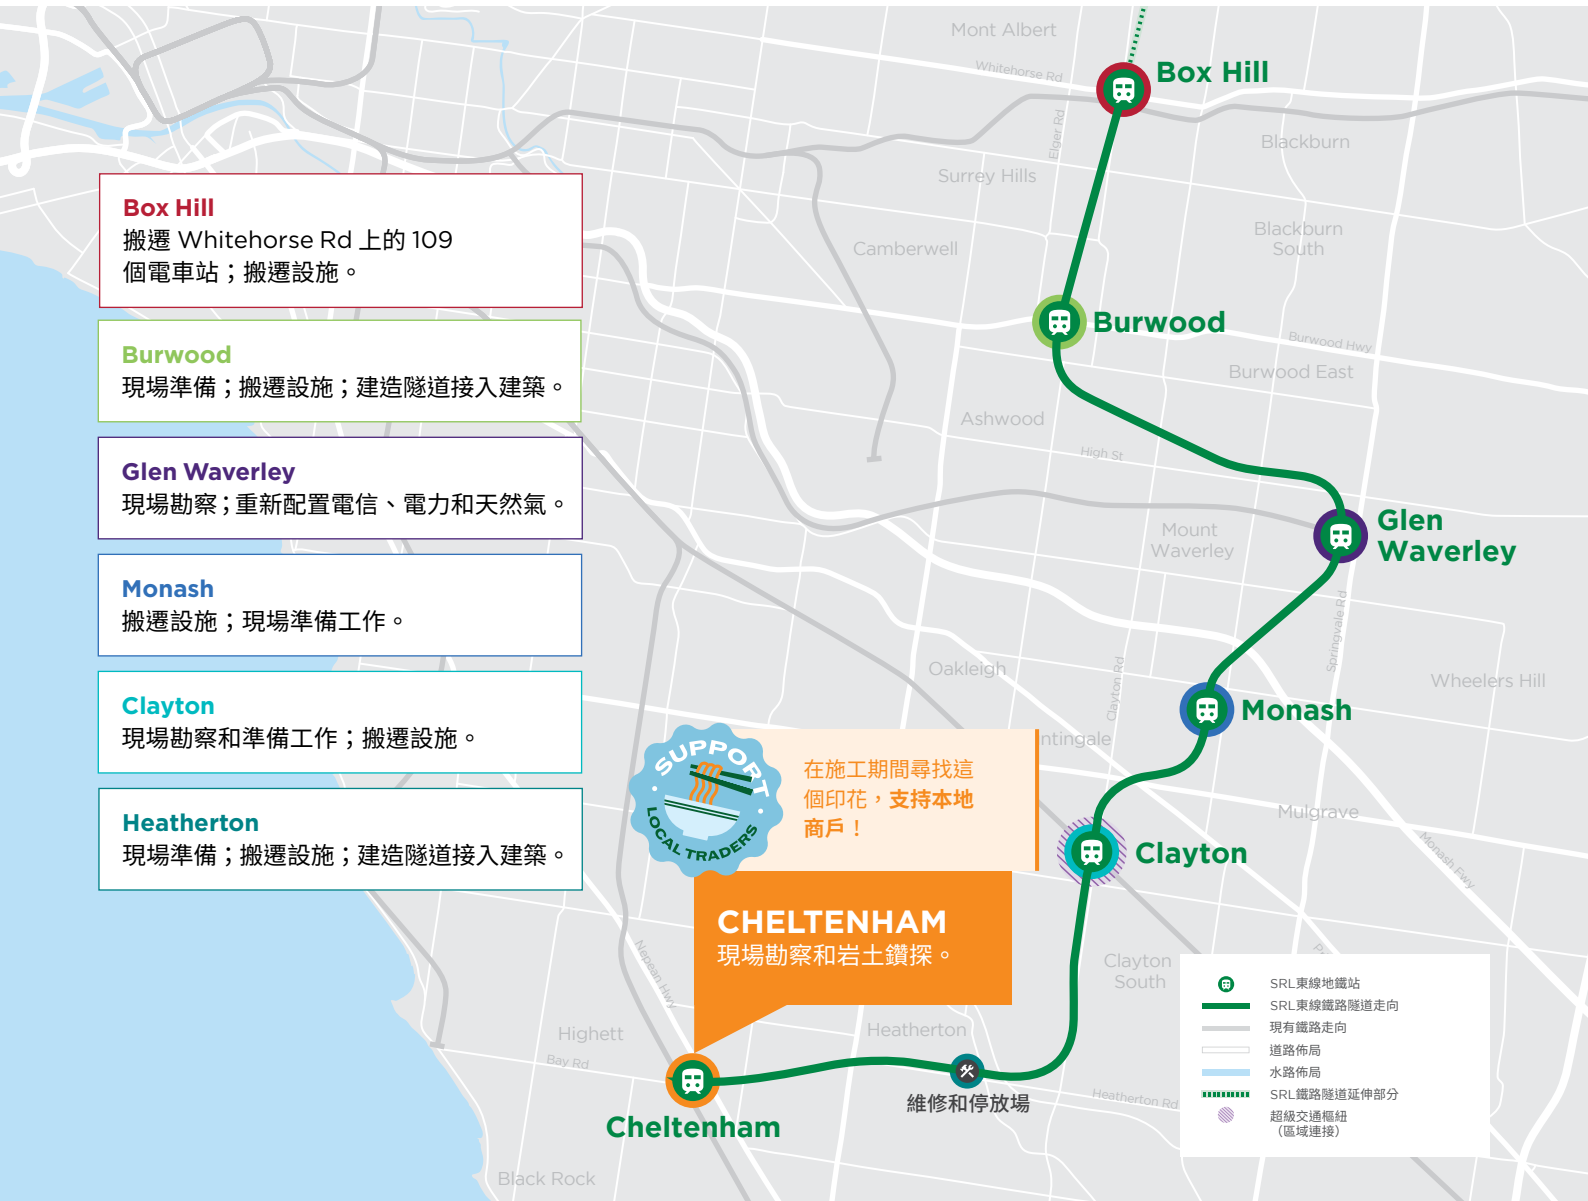 Mont Albert
Whitehorse Rd
Box Hill
Elger Rd
Blackburn
Surrey Hills
Box Hill
搬遷 Whitehorse Rd 上的 109
個電車站；搬遷設施。
Camberwell
Blackburn
South
Burwood
Burwood Hwy
Burwood
現場準備；搬遷設施；建造隧道接入建築。
Burwood East
Ashwood
High St
Glen Waverley
現場勘察；重新配置電信、電力和天然氣。
Mount
Waverley
Glen
Waverley
Monash
搬遷設施；現場準備工作。
Springvale Rd
Oakleigh
Clayton Rd
Wheelers Hill
Clayton
現場勘察和準備工作；搬遷設施。
Monash
ntingale
SUPPORT
LOCAL TRADERS
在施工期間尋找這
個印花，支持本地
商戶！
Mulgrave
Monash Fwy
Heatherton
現場準備；搬遷設施；建造隧道接入建築。
Clayton
CHELTENHAM
現場勘察和岩土鑽探。
Nepean Hwy
Clayton
South
Highett
Bay Rd
Heatherton
維修和停放場
Heatherton Rd
Cheltenham
Black Rock
SRL東線地鐵站
SRL東線鐵路隧道走向
現有鐵路走向
道路佈局
水路佈局
SRL鐵路隧道延伸部分
超級交通樞紐
（區域連接）